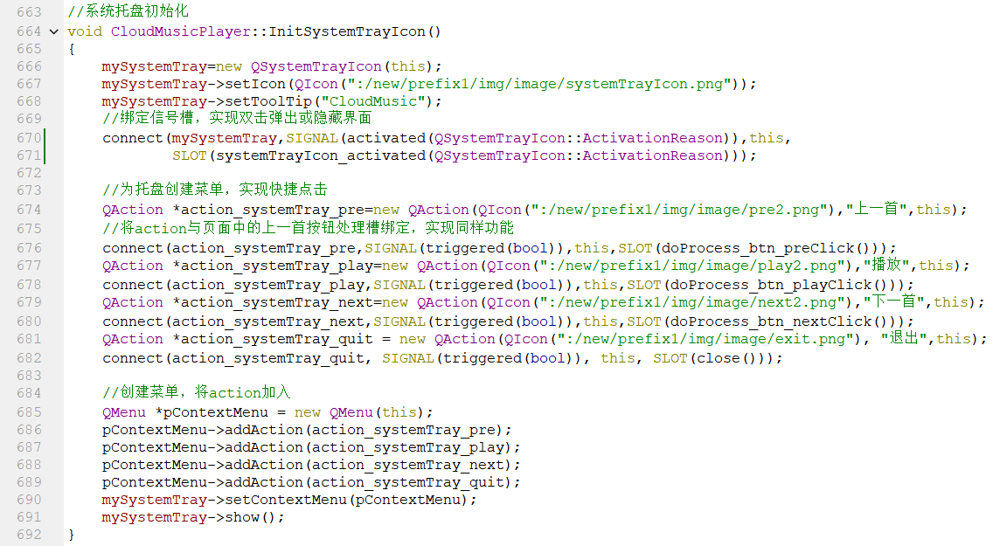 663 //系统托盘初始化
664 void CloudMusicPlayer::InitSystemTrayIcon()
665 {
666     mySystemTray=new QSystemTrayIcon(this);
667     mySystemTray->setIcon(QIcon(":/new/prefix1/img/image/systemTrayIcon.png"));
668     mySystemTray->setToolTip("CloudMusic");
669     //绑定信号槽，实现双击弹出或隐藏界面
670     connect(mySystemTray,SIGNAL(activated(QSystemTrayIcon::ActivationReason)),this,
671             SLOT(systemTrayIcon_activated(QSystemTrayIcon::ActivationReason)));
672
673     //为托盘创建菜单，实现快捷点击
674     QAction *action_systemTray_pre=new QAction(QIcon(":/new/prefix1/img/image/pre2.png"),"上一首",this);
675     //将action与页面中的上一首按钮处理槽绑定，实现同样功能
676     connect(action_systemTray_pre,SIGNAL(triggered(bool)),this,SLOT(doProcess_btn_preClick()));
677     QAction *action_systemTray_play=new QAction(QIcon(":/new/prefix1/img/image/play2.png"),"播放",this);
678     connect(action_systemTray_play,SIGNAL(triggered(bool)),this,SLOT(doProcess_btn_playClick()));
679     QAction *action_systemTray_next=new QAction(QIcon(":/new/prefix1/img/image/next2.png"),"下一首",this);
680     connect(action_systemTray_next,SIGNAL(triggered(bool)),this,SLOT(doProcess_btn_nextClick()));
681     QAction *action_systemTray_quit = new QAction(QIcon(":/new/prefix1/img/image/exit.png"), "退出",this);
682     connect(action_systemTray_quit, SIGNAL(triggered(bool)), this, SLOT(close()));
683
684     //创建菜单，将action加入
685     QMenu *pContextMenu = new QMenu(this);
686     pContextMenu->addAction(action_systemTray_pre);
687     pContextMenu->addAction(action_systemTray_play);
688     pContextMenu->addAction(action_systemTray_next);
689     pContextMenu->addAction(action_systemTray_quit);
690     mySystemTray->setContextMenu(pContextMenu);
691     mySystemTray->show();
692 }